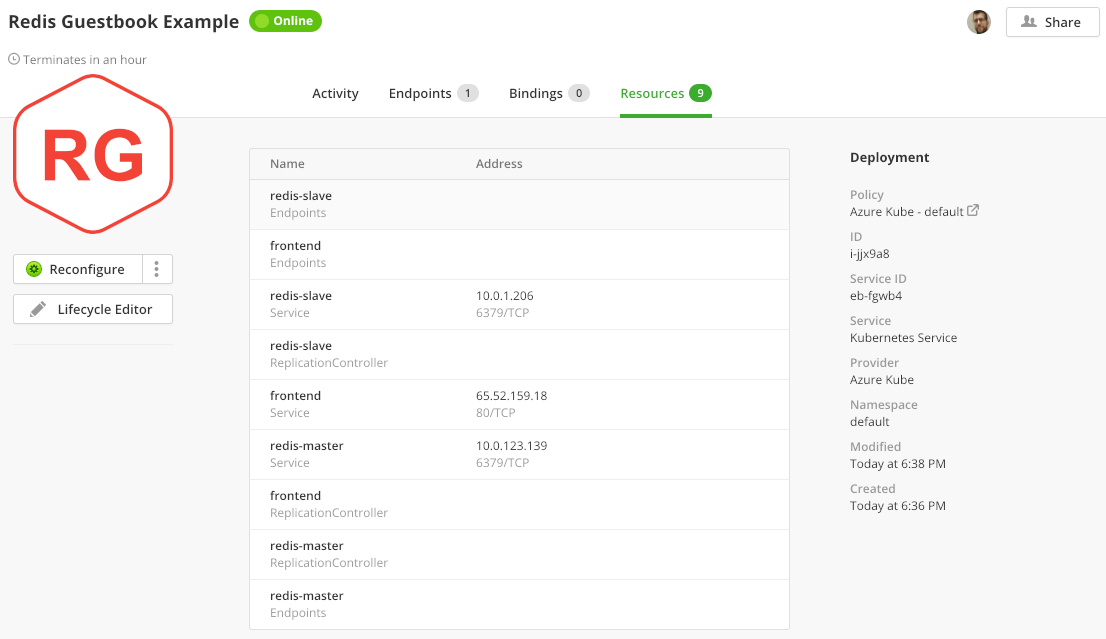 Redis Guestbook Example
Online
Share
Terminates in an hour
Activity
Endpoints 1
Bindings 0
Resources 9
RG
Reconfigure
Lifecycle Editor
Name Address
redis-slave
Endpoints
frontend
Endpoints
redis-slave 10.0.1.206
Service 6379/TCP
redis-slave
ReplicationController
frontend 65.52.159.18
Service 80/TCP
redis-master 10.0.123.139
Service 6379/TCP
frontend
ReplicationController
redis-master
ReplicationController
redis-master
Endpoints
Deployment
Policy
Azure Kube - default
ID
i-jjx9a8
Service ID
eb-fgwb4
Service
Kubernetes Service
Provider
Azure Kube
Namespace
default
Modified
Today at 6:38 PM
Created
Today at 6:36 PM